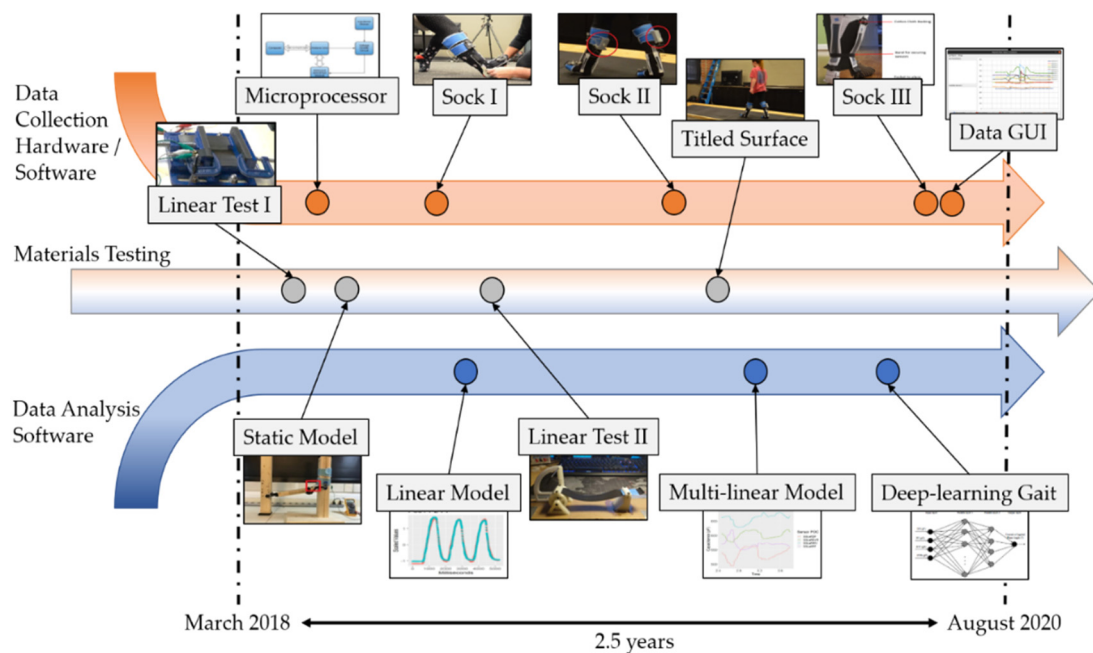 Data
Collection
Hardware /
Software
Microprocessor
Sock I
Sock II
Sock III
Titled Surface
Data GUI
Linear Test I
Materials Testing
Data Analysis
Software
Static Model
Linear Model
Linear Test II
Multi-linear Model
Deep-learning Gait
March 2018
August 2020
2.5 years